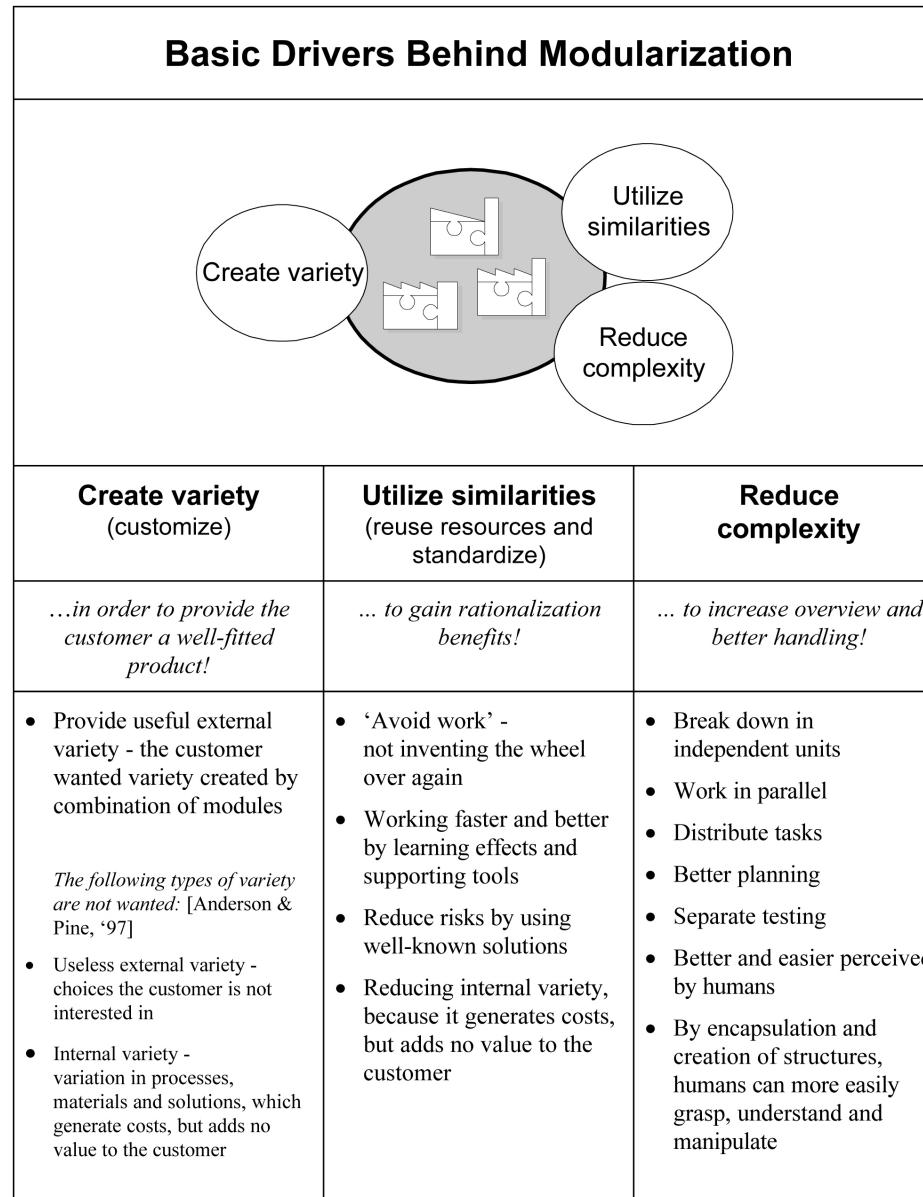 Basic Drivers Behind Modularization
Create variety
Utilize
similarities
Reduce
complexity
Create variety
(customize)
…in order to provide the
customer a well-fitted
product!
• Provide useful external
variety - the customer
wanted variety created by
combination of modules
The following types of variety
are not wanted: [Anderson &
Pine, ‘97]
• Useless external variety -
choices the customer is not
interested in
• Internal variety -
variation in processes,
materials and solutions, which
generate costs, but adds no
value to the customer
Utilize similarities
(reuse resources and
standardize)
... to gain rationalization
benefits!
• ‘Avoid work’ -
not inventing the wheel
over again
• Working faster and better
by learning effects and
supporting tools
• Reduce risks by using
well-known solutions
• Reducing internal variety,
because it generates costs,
but adds no value to the
customer
Reduce
complexity
... to increase overview and
better handling!
• Break down in
independent units
• Work in parallel
• Distribute tasks
• Better planning
• Separate testing
• Better and easier perceived
by humans
• By encapsulation and
creation of structures,
humans can more easily
grasp, understand and
manipulate